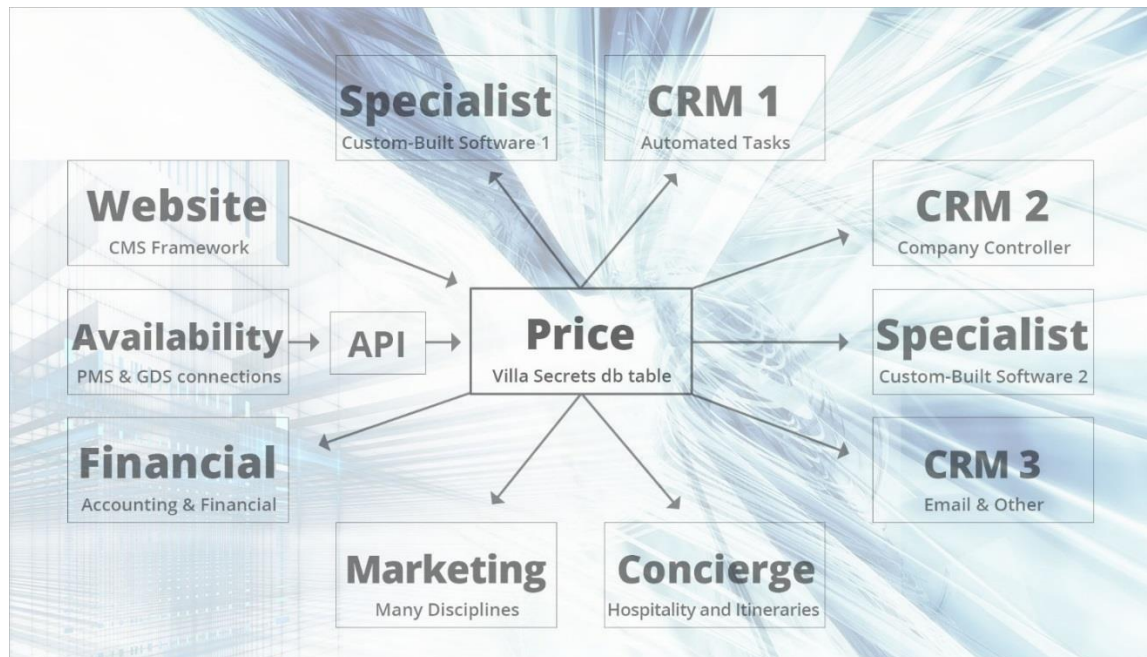 Specialist
Custom-Built Software 1
CRM 1
Automated Tasks
Website
CMS Framework
CRM 2
Company Controller
Availability
PMS & GDS connections
API
Price
Villa Secrets db table
Specialist
Custom-Built Software 2
Financial
Accounting & Financial
CRM 3
Email & Other
Marketing
Many Disciplines
Concierge
Hospitality and Itineraries